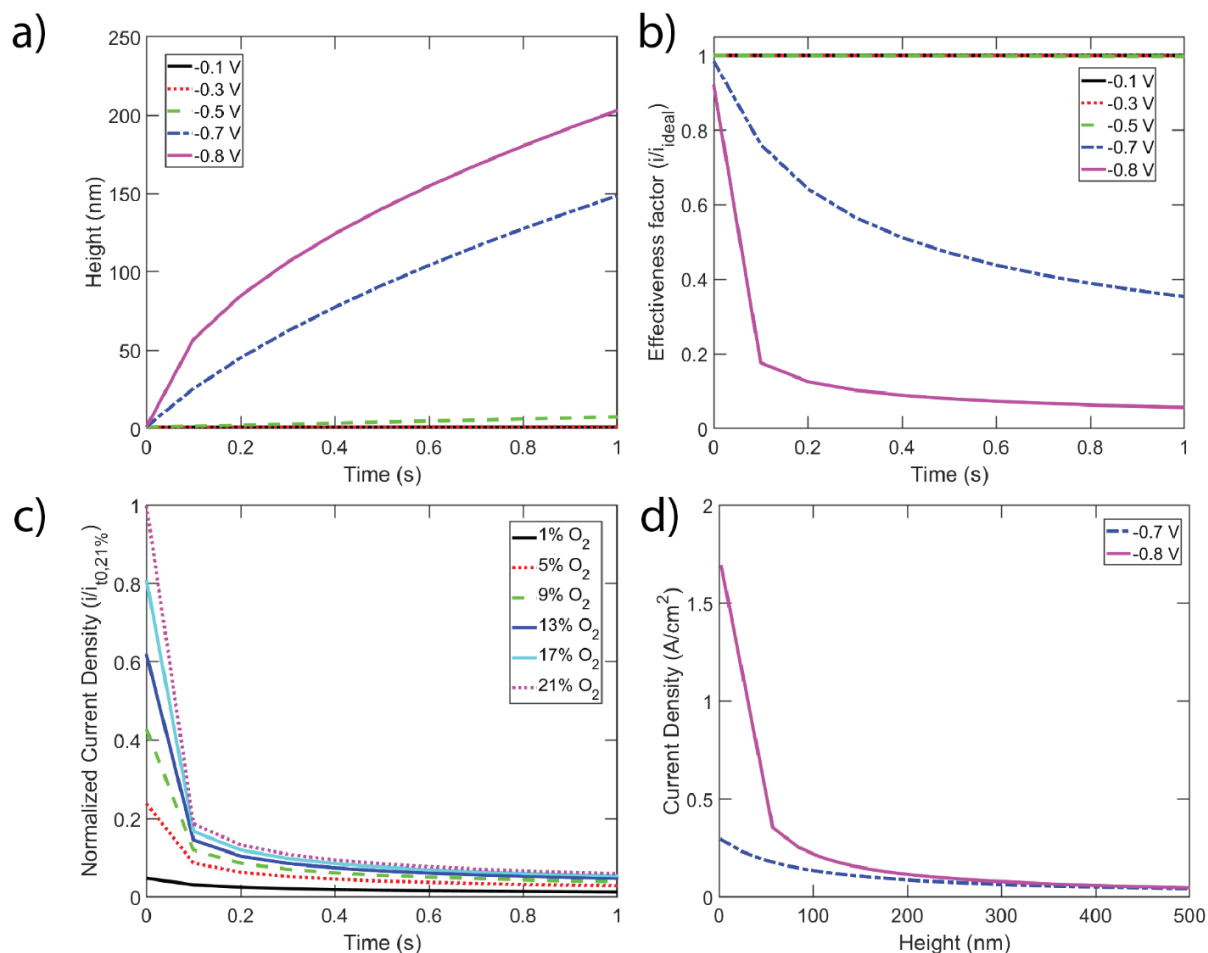 a)
250
200
150
100
50
0
Height (nm)
-0.1 V
-0.3 V
-0.5 V
-0.7 V
-0.8 V
0 0.2 0.4 0.6 0.8 1
Time (s)
b)
1
0.8
0.6
0.4
0.2
0
Effectiveness factor (i/i_ideal)
-0.1 V
-0.3 V
-0.5 V
-0.7 V
-0.8 V
0 0.2 0.4 0.6 0.8 1
Time (s)
c)
1
0.8
0.6
0.4
0.2
0
Normalized Current Density (i/i_t0,21%)
1% O2
5% O2
9% O2
13% O2
17% O2
21% O2
0 0.2 0.4 0.6 0.8 1
Time (s)
d)
2
1.5
1
0.5
0
Current Density (A/cm²)
-0.7 V
-0.8 V
0 100 200 300 400 500
Height (nm)